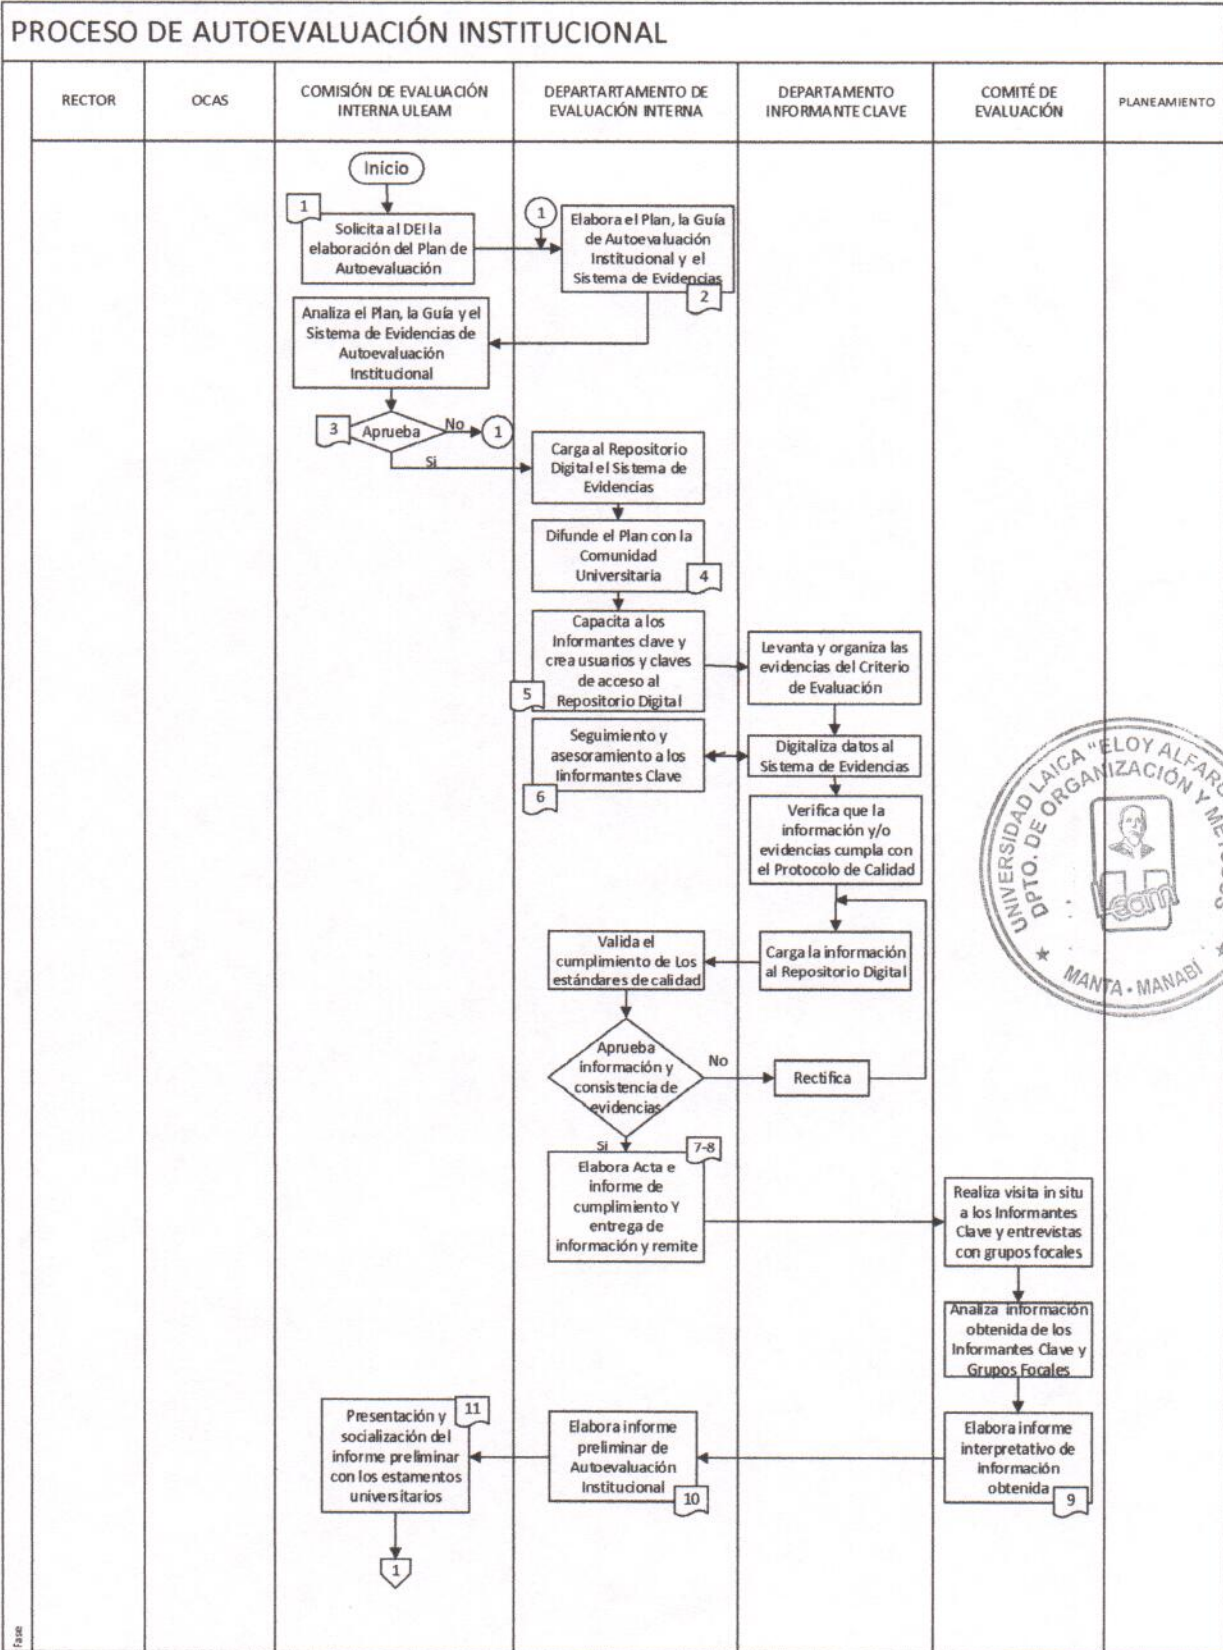 PROCESO DE AUTOEVALUACIÓN INSTITUCIONAL
RECTOR
OCAS
COMISIÓN DE EVALUACIÓN
INTERNA ULEAM
DEPARTARTAMENTO DE
EVALUACIÓN INTERNA
DEPARTAMENTO
INFORMANTE CLAVE
COMITÉ DE
EVALUACIÓN
PLANEAMIENTO
Inicio
1
Solicita al DEI la
elaboración del Plan de
Autoevaluación
1
Elabora el Plan, la Guía
de Autoevaluación
Institucional y el
Sistema de Evidencias
2
Analiza el Plan, la Guía y el
Sistema de Evidencias de
Autoevaluación
Institucional
3
Aprueba
No
1
Si
Carga al Repositorio
Digital el Sistema de
Evidencias
Difunde el Plan con la
Comunidad
Universitaria
4
Capacita a los
Informantes clave y
crea usuarios y claves
de acceso al
Repositorio Digital
5
Levanta y organiza las
evidencias del Criterio
de Evaluación
Seguimiento y
asesoramiento a los
Iinformantes Clave
6
Digitaliza datos al
Sistema de Evidencias
Verifica que la
información y/o
evidencias cumpla con
el Protocolo de Calidad
Valida el
cumplimiento de Los
estándares de calidad
Carga la información
al Repositorio Digital
Aprueba
información y
consistencia de
evidencias
No
Rectifica
Si
7-8
Elabora Acta e
informe de
cumplimiento Y
entrega de
información y remite
Realiza visita in situ
a los Informantes
Clave y entrevistas
con grupos focales
Analiza información
obtenida de los
Informantes Clave y
Grupos Focales
Presentación y
socialización del
informe preliminar
con los estamentos
universitarios
11
Elabora informe
preliminar de
Autoevaluación
Institucional
10
Elabora informe
interpretativo de
información
obtenida
9
1
Fase
UNIVERSIDAD LAICA "ELOY ALFARO
DPTO. DE ORGANIZACIÓN Y
Uleam
MANTA - MANABÍ